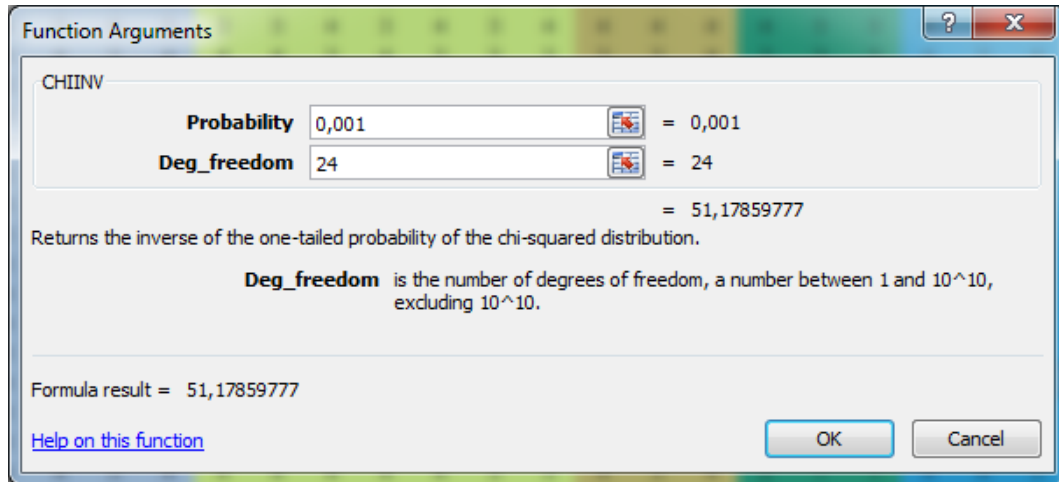 Function Arguments
CHIINV
Probability 0,001 = 0,001
Deg_freedom 24 = 24
= 51,17859777
Returns the inverse of the one-tailed probability of the chi-squared distribution.
Deg_freedom is the number of degrees of freedom, a number between 1 and 10^10,
excluding 10^10.
Formula result = 51,17859777
Help on this function OK Cancel